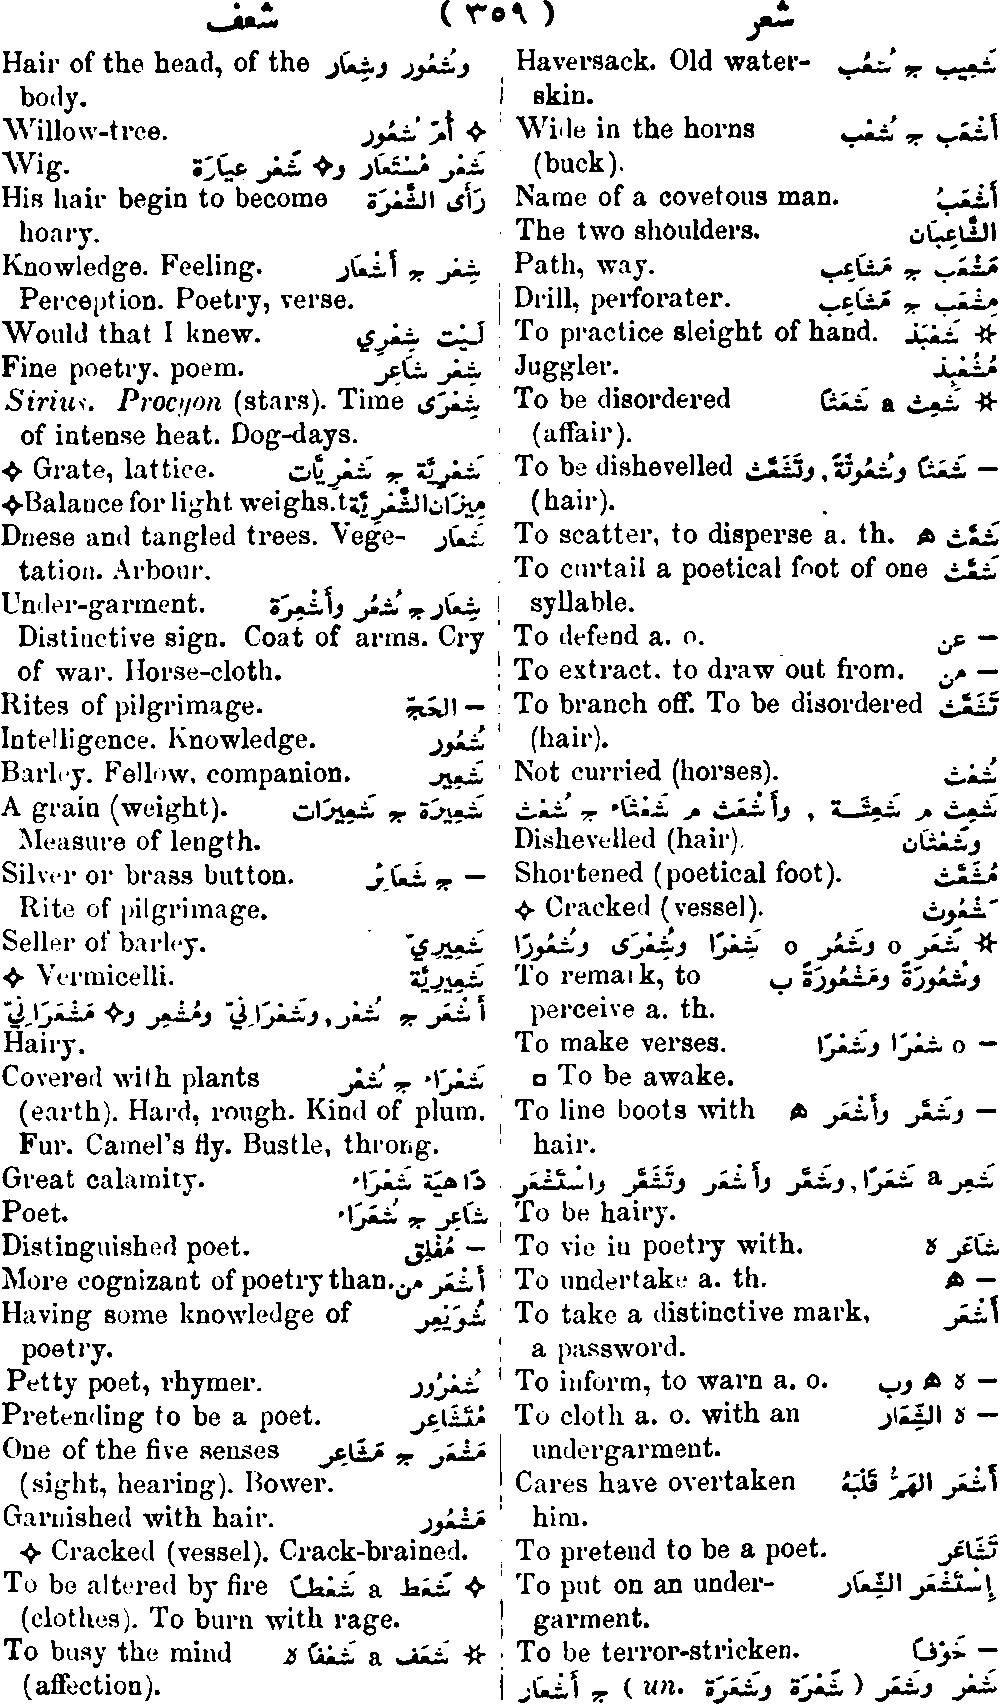 شعف ( ٣٥٩ ) شعر
Haversack. Old water- شَعِيب ج شُعُب
skin.
Wide in the horns أَشْعَب ج شُعْب
(buck).
Name of a covetous man. أَشْعَبُ
The two shoulders. الشَّاعِبَان
Path, way. مَشْعَب ج مَشَاعِب
Drill, perforater. مِشْعَب ج مَشَاعِب
To practice sleight of hand. شَعْبَذ ✲
Juggler. مُشَعْبِذ
To be disordered شَعِث a شَعَثًا ✲
(affair).
To be dishevelled – شَعَثًا وشُعُوثَةً, وتَشَعَّث
(hair).
To scatter, to disperse a. th. شَعَّث ه
To curtail a poetical foot of one شَعَّث
syllable.
To defend a. o. – عن
To extract, to draw out from. – من
To branch off. To be disordered تَشَعَّث
(hair).
Not curried (horses). شُعْث
شَعِث م شَعِثَة , وأَشْعَث م شَعْثَاء ج شُعْث
Dishevelled (hair). وشَعْثَان
Shortened (poetical foot). مُشَعَّث
✧ Cracked (vessel). مَشْعُوث
✲ شَعَر o وشَعُر o شَعْرًا وشِعْرَى وشُعُورًا
To remark, to وشُعُورَةً ومَشْعُورَةً ب
perceive a. th.
To make verses. – o شِعْرًا وشَعْرًا
□ To be awake.
To line boots with – وشَعَّر وأَشْعَر ه
hair.
شَعِر a شَعَرًا, وشَعَّر وأَشْعَر وتَشَعَّر واسْتَشْعَر
To be hairy.
To vie in poetry with. شَاعَر ة
To undertake a. th. – ه
To take a distinctive mark, أَشْعَر
a password.
To inform, to warn a. o. – ة ه وب
To cloth a. o. with an – ة الشِّعَار
undergarment.
Cares have overtaken أَشْعَر الهَمُّ قَلْبَهُ
him.
To pretend to be a poet. تَشَاعَر
To put on an under- إِسْتَشْعَر الشِّعَار
garment.
To be terror-stricken. – خَوْفًا
شَعْر وشَعَر ( un. شَعْرَة وشَعَرَة ) ج أَشْعَار
Hair of the head, of the وشُعُور وشِعَار
body.
Willow-tree. ✧ أُمّ شُعُور
Wig. شَعْر مُسْتَعَار و✧ شَعْر عِيَارَة
His hair begin to become رَأَى الشَّعْرَة
hoary.
Knowledge. Feeling. شِعْر ج أَشْعَار
Perception. Poetry, verse.
Would that I knew. لَيْتَ شِعْرِي
Fine poetry, poem. شِعْر شَاعِر
Sirius. Procyon (stars). Time شِعْرَى
of intense heat. Dog-days.
✧ Grate, lattice. شَعْرِيَّة ج شَعْرِيَّات
✧Balance for light weighs.t مِيزَان الشَّعْرِيَّة
Dnese and tangled trees. Vege- شَعَار
tation. Arbour.
Under-garment. شِعَار ج شُعُر وأَشْعِرَة
Distinctive sign. Coat of arms. Cry
of war. Horse-cloth.
Rites of pilgrimage. – الحَجّ
Intelligence. Knowledge. شُعُور
Barley. Fellow, companion. شَعِير
A grain (weight). شَعِيرَة ج شَعِيرَات
Measure of length.
Silver or brass button. – ج شَعَائِر
Rite of pilgrimage.
Seller of barley. شَعِيرِيّ
✧ Vermicelli. شَعِيرِيَّة
أَشْعَر ج شُعْر, وشَعْرَانِيّ ومُشْعِر و✧ مَشْعَرَانِيّ
Hairy.
Covered with plants شَعْرَاء ج شُعْر
(earth). Hard, rough. Kind of plum.
Fur. Camel's fly. Bustle, throng.
Great calamity. دَاهِيَة شَعْرَاء
Poet. شَاعِر ج شُعَرَاء
Distinguished poet. – مُفْلِق
More cognizant of poetry than. أَشْعَر من
Having some knowledge of شُوَيْعِر
poetry.
Petty poet, rhymer. شُعْرُور
Pretending to be a poet. مُتَشَاعِر
One of the five senses مَشْعَر ج مَشَاعِر
(sight, hearing). Bower.
Garnished with hair. مَشْعُور
✧ Cracked (vessel). Crack-brained.
To be altered by fire ✧ شَعَط a شَعْطًا
(clothes). To burn with rage.
To busy the mind ✲ شَعَف a شَعْفًا ة
(affection).